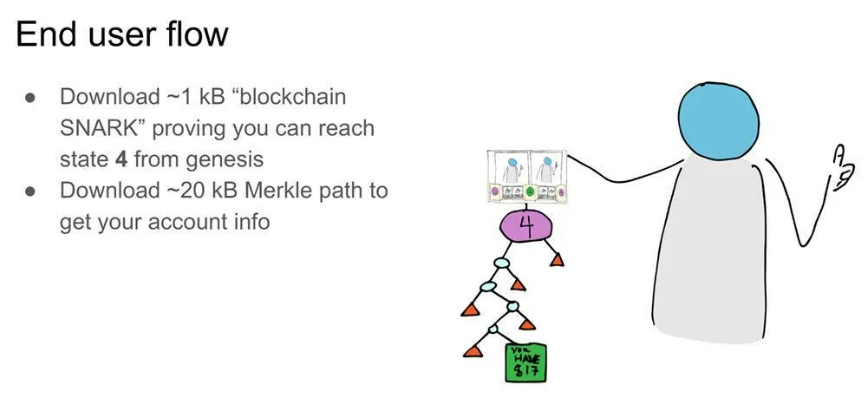 End user flow
● Download ~1 kB “blockchain
SNARK” proving you can reach
state 4 from genesis
● Download ~20 kB Merkle path to
get your account info
4
YOU
HAVE
$17